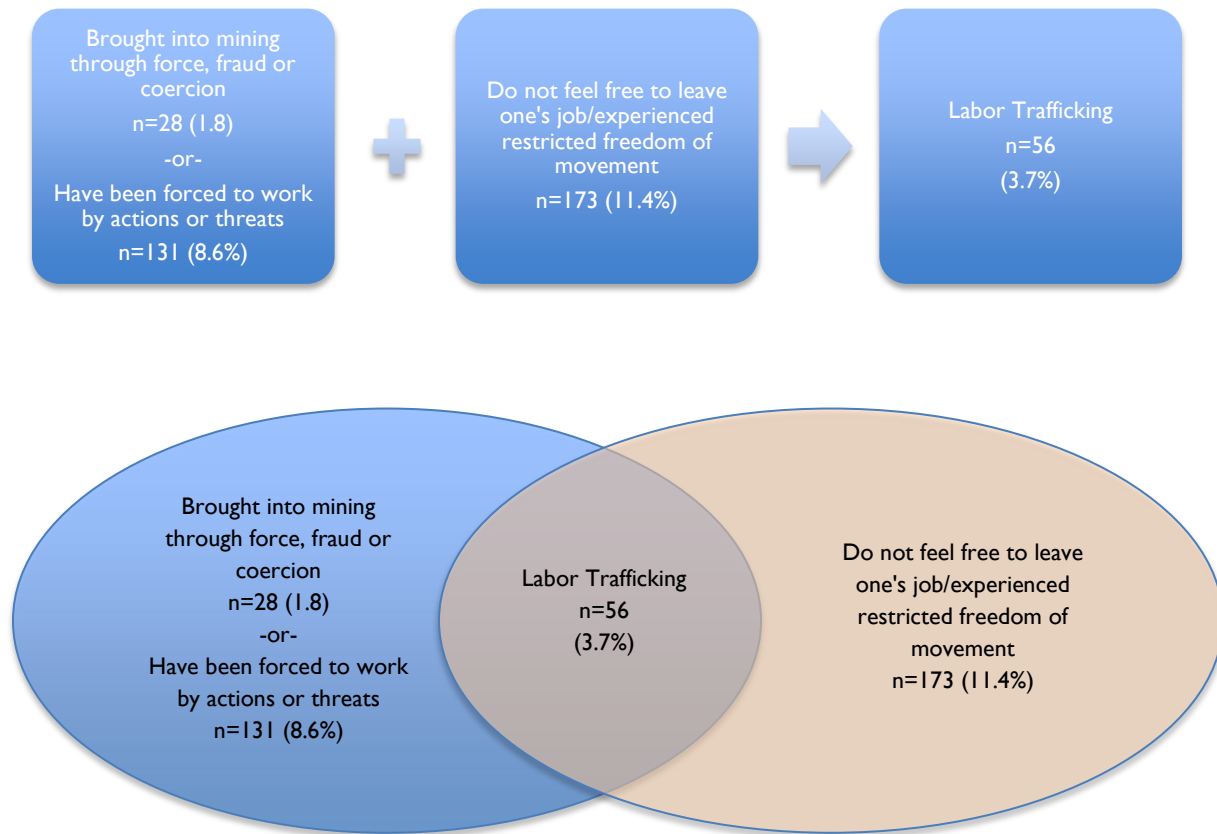 Brought into mining
through force, fraud or
coercion
n=28 (1.8)
-or-
Have been forced to work
by actions or threats
n=131 (8.6%)
Do not feel free to leave
one's job/experienced
restricted freedom of
movement
n=173 (11.4%)
Labor Trafficking
n=56
(3.7%)
Brought into mining
through force, fraud or
coercion
n=28 (1.8)
-or-
Have been forced to work
by actions or threats
n=131 (8.6%)
Labor Trafficking
n=56
(3.7%)
Do not feel free to leave
one's job/experienced
restricted freedom of
movement
n=173 (11.4%)